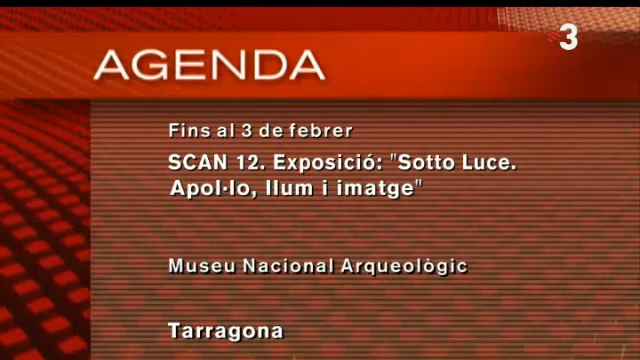 3
AGENDA
Fins al 3 de febrer
SCAN 12. Exposició: "Sotto Luce.
Apol·lo, llum i imatge"
Museu Nacional Arqueològic
Tarragona